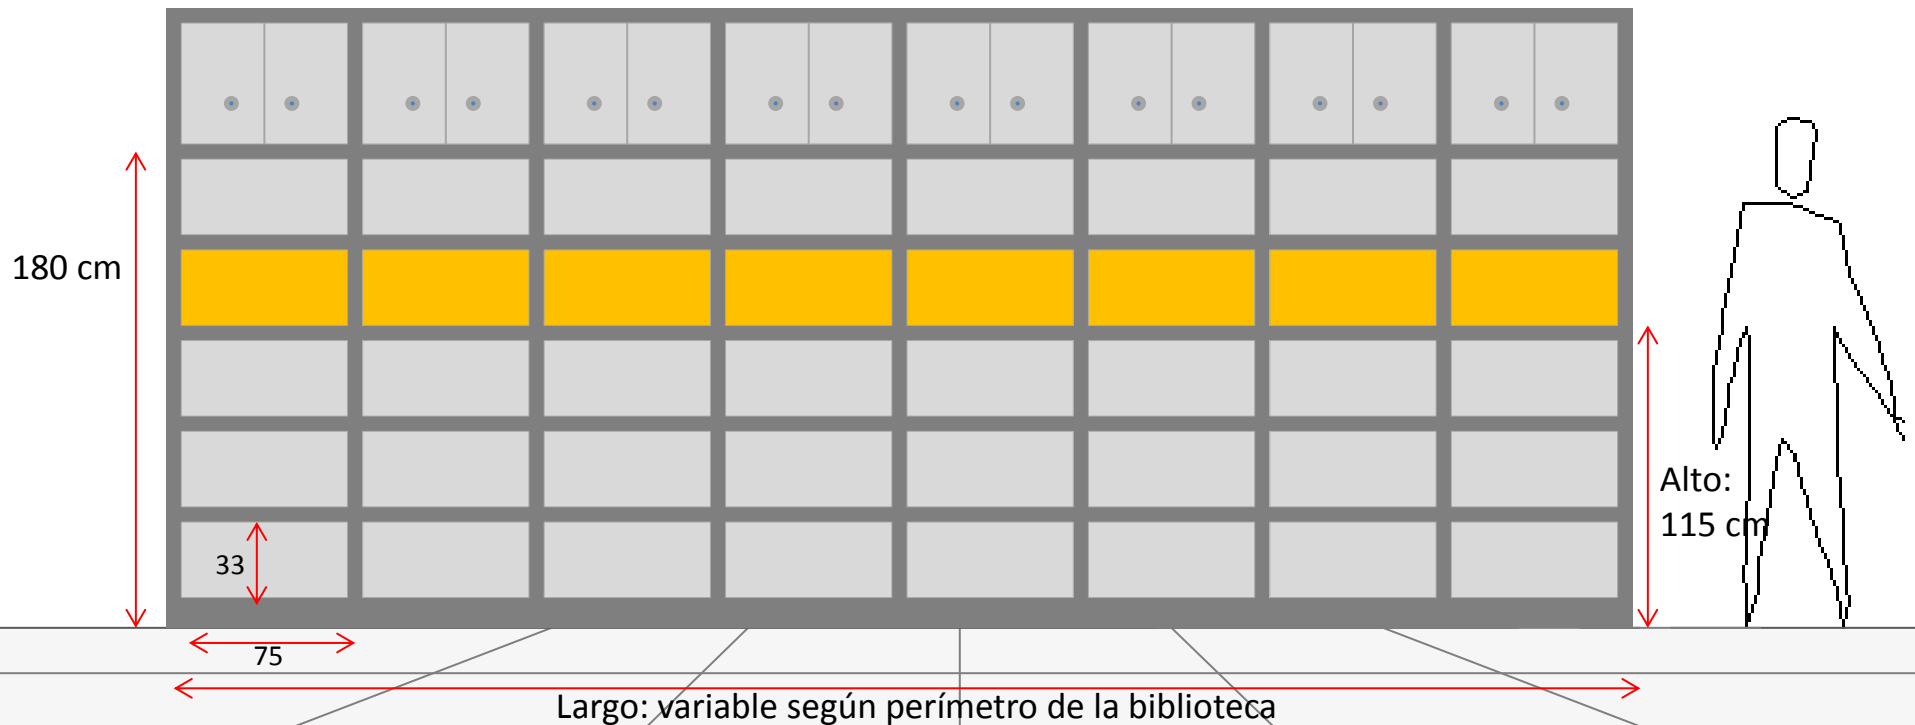 180 cm
Alto:
115 cm
33
75
Largo: variable según perímetro de la biblioteca